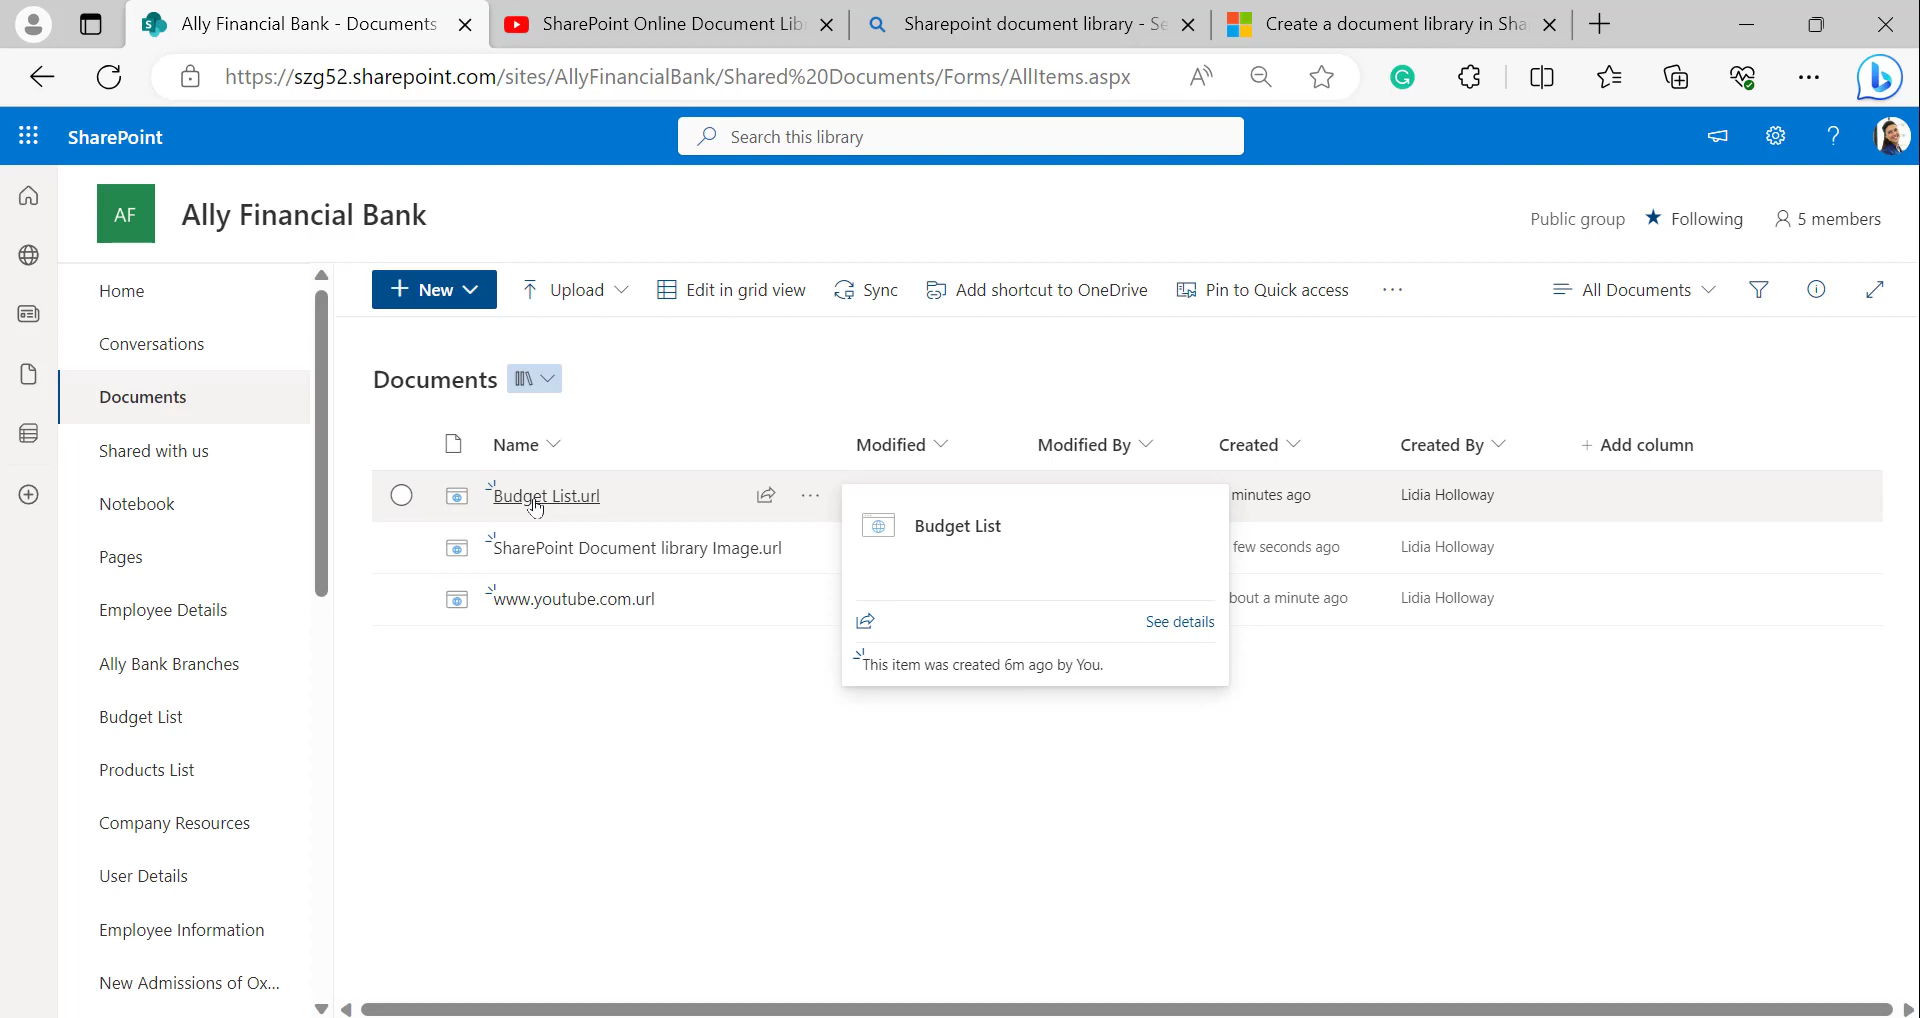 Ally Financial Bank - Documents
SharePoint Online Document Lib
Sharepoint document library - Se
Create a document library in Sha
https://szg52.sharepoint.com/sites/AllyFinancialBank/Shared%20Documents/Forms/AllItems.aspx
SharePoint
Search this library
AF
Ally Financial Bank
Public group
Following
5 members
Home
Conversations
Documents
Shared with us
Notebook
Pages
Employee Details
Ally Bank Branches
Budget List
Products List
Company Resources
User Details
Employee Information
New Admissions of Ox...
New
Upload
Edit in grid view
Sync
Add shortcut to OneDrive
Pin to Quick access
All Documents
Documents
Name
Modified
Modified By
Created
Created By
Add column
Budget List.url
minutes ago
Lidia Holloway
SharePoint Document library Image.url
few seconds ago
Lidia Holloway
www.youtube.com.url
bout a minute ago
Lidia Holloway
Budget List
See details
This item was created 6m ago by You.